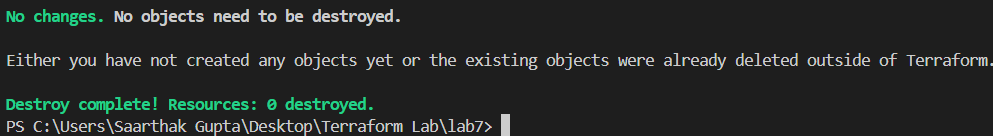 No changes. No objects need to be destroyed.
Either you have not created any objects yet or the existing objects were already deleted outside of Terraform.
Destroy complete! Resources: 0 destroyed.
PS C:\Users\Saarthak Gupta\Desktop\Terraform Lab\lab7>